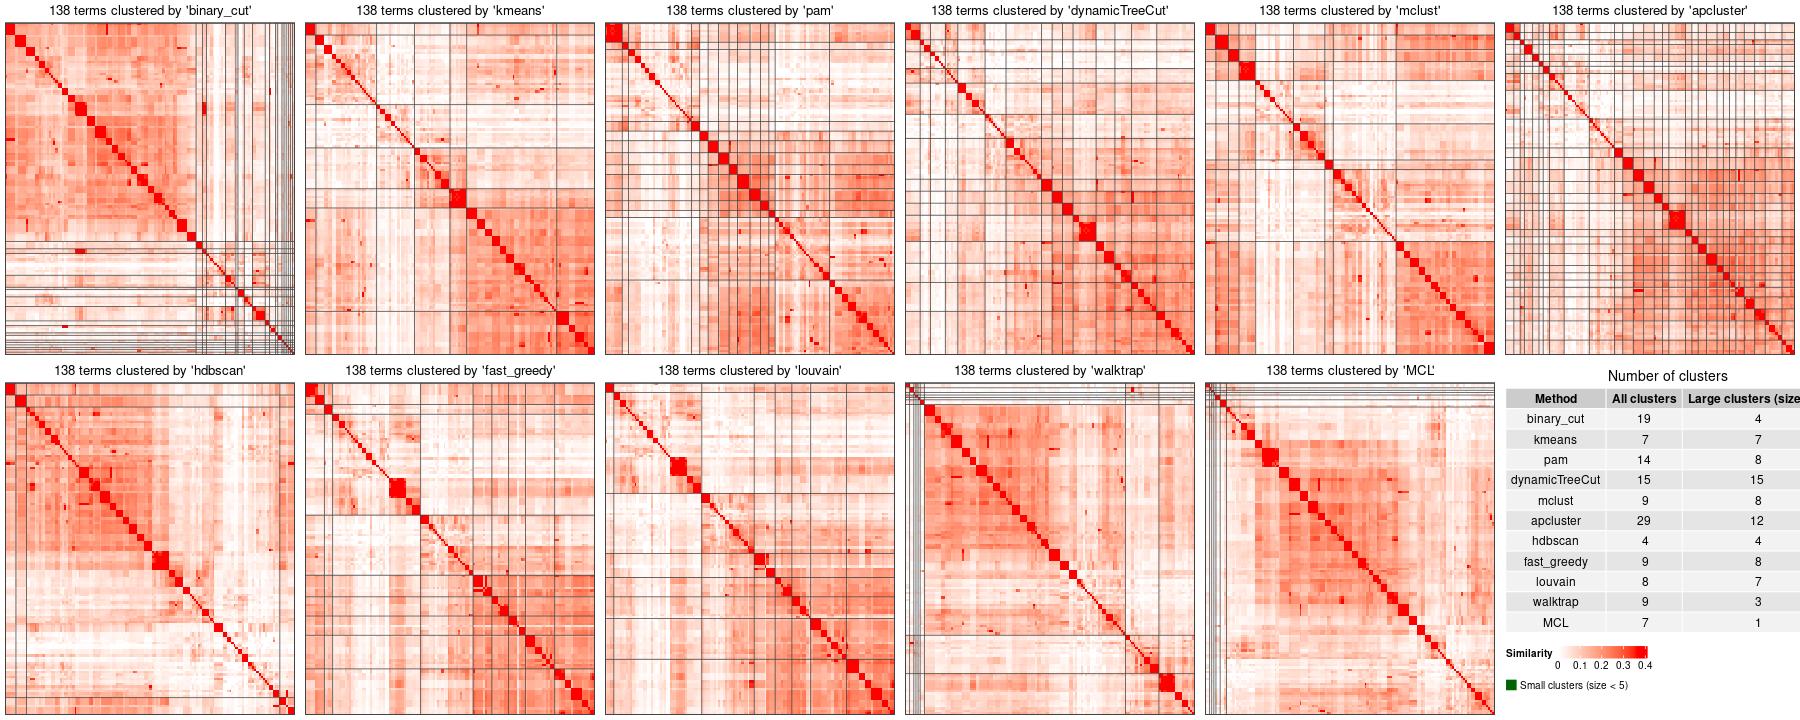 138 terms clustered by 'binary_cut'
138 terms clustered by 'kmeans'
138 terms clustered by 'pam'
138 terms clustered by 'dynamicTreeCut'
138 terms clustered by 'mclust'
138 terms clustered by 'apcluster'
138 terms clustered by 'hdbscan'
138 terms clustered by 'fast_greedy'
138 terms clustered by 'louvain'
138 terms clustered by 'walktrap'
138 terms clustered by 'MCL'
Number of clusters
Method All clusters Large clusters (size
binary_cut 19 4
kmeans 7 7
pam 14 8
dynamicTreeCut 15 15
mclust 9 8
apcluster 29 12
hdbscan 4 4
fast_greedy 9 8
louvain 8 7
walktrap 9 3
MCL 7 1
Similarity
0 0.1 0.2 0.3 0.4
Small clusters (size < 5)